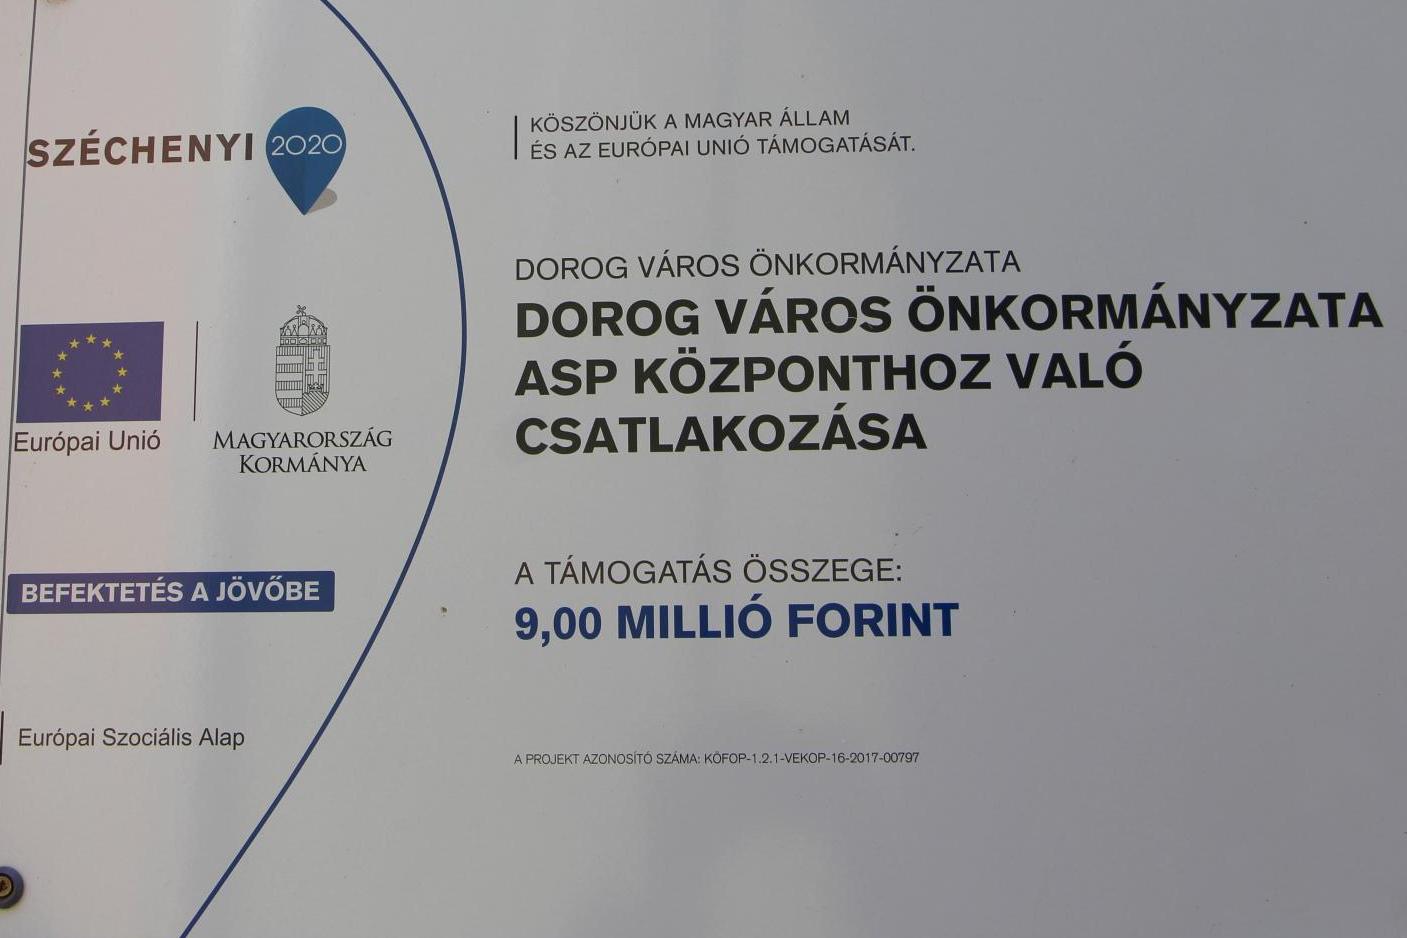 SZÉCHENYI 2020
KÖSZÖNJÜK A MAGYAR ÁLLAM
ÉS AZ EURÓPAI UNIÓ TÁMOGATÁSÁT.
DOROG VÁROS ÖNKORMÁNYZATA
DOROG VÁROS ÖNKORMÁNYZATA
ASP KÖZPONTHOZ VALÓ
CSATLAKOZÁSA
Európai Unió
MAGYARORSZÁG
KORMÁNYA
A TÁMOGATÁS ÖSSZEGE:
9,00 MILLIÓ FORINT
BEFEKTETÉS A JÖVŐBE
Európai Szociális Alap
A PROJEKT AZONOSÍTÓ SZÁMA: KÖFOP-1.2.1-VEKOP-16-2017-00797